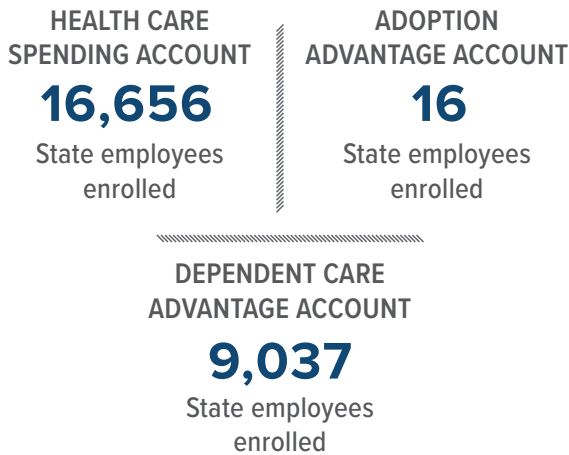 HEALTH CARE
SPENDING ACCOUNT
16,656
State employees
enrolled
ADOPTION
ADVANTAGE ACCOUNT
16
State employees
enrolled
DEPENDENT CARE
ADVANTAGE ACCOUNT
9,037
State employees
enrolled